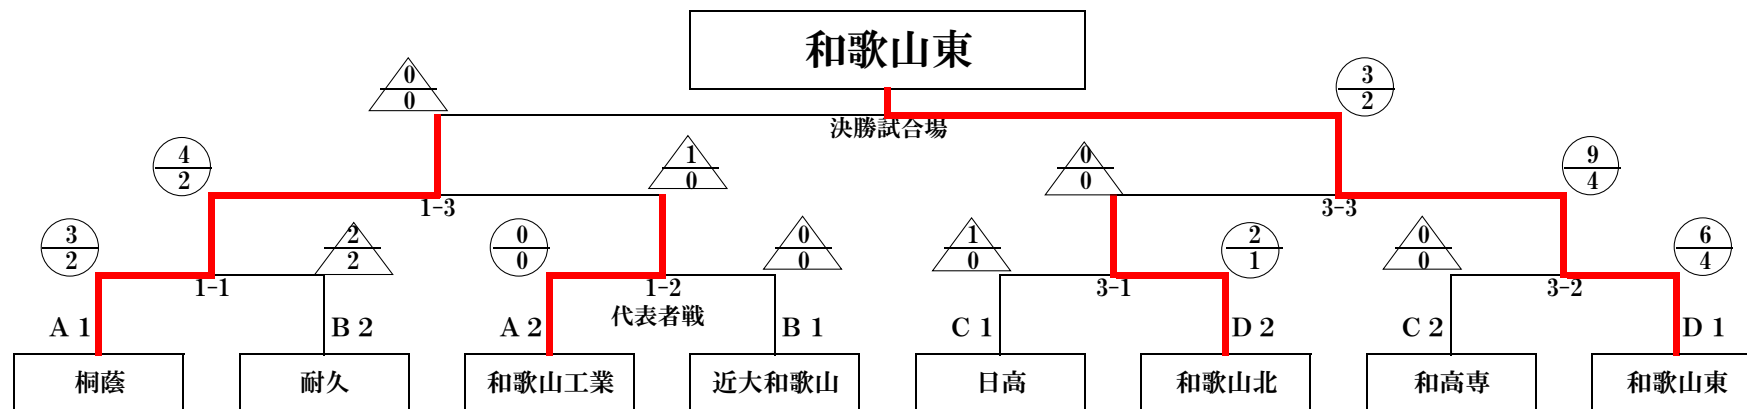 和歌山東
0
0
3
2
決勝試合場
4
2
1
0
0
0
9
4
1-3
3-3
3
2
2
2
0
0
0
0
1
0
2
1
0
0
6
4
1-1
1-2
3-1
3-2
代表者戦
A 1
B 2
A 2
B 1
C 1
D 2
C 2
D 1
桐蔭
耐久
和歌山工業
近大和歌山
日高
和歌山北
和高専
和歌山東